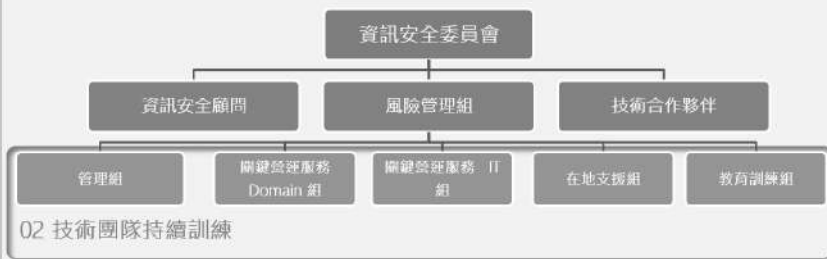 資訊安全委員會
資訊安全顧問
風險管理組
技術合作夥伴
管理組
關鍵營運服務
Domain 組
關鍵營運服務 IT
組
在地支援組
教育訓練組
02 技術團隊持續訓練